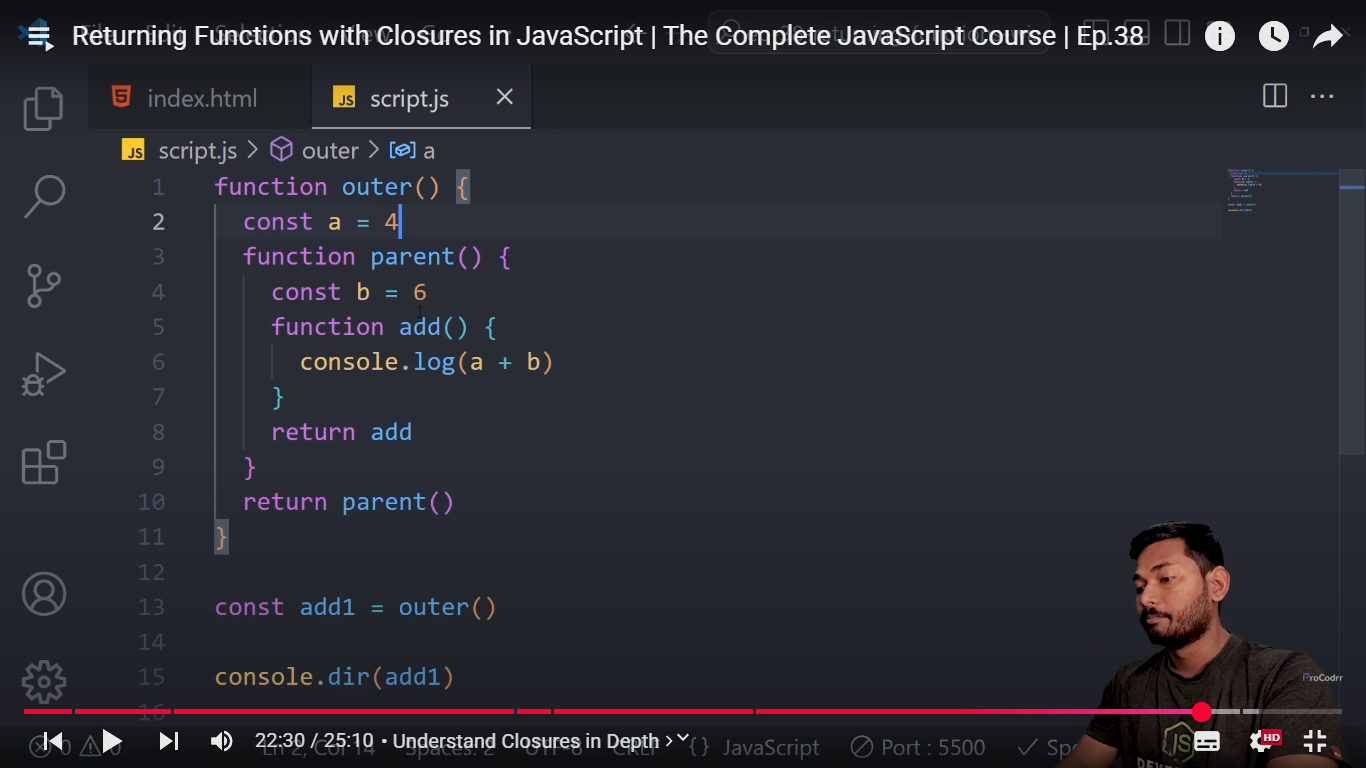 Returning Functions with Closures in JavaScript | The Complete JavaScript Course | Ep.38
index.html
JS script.js
JS script.js > outer > a
1 function outer() {
2 const a = 4
3 function parent() {
4 const b = 6
5 function add() {
6 console.log(a + b)
7 }
8 return add
9 }
10 return parent()
11 }
12
13 const add1 = outer()
14
15 console.dir(add1)
16
ProCodrr
22:30 / 25:10 • Understand Closures in Depth >
HD
Ln 2, Col 14 Spaces: 2 UTF-8 CRLF {} JavaScript Port : 5500
JS